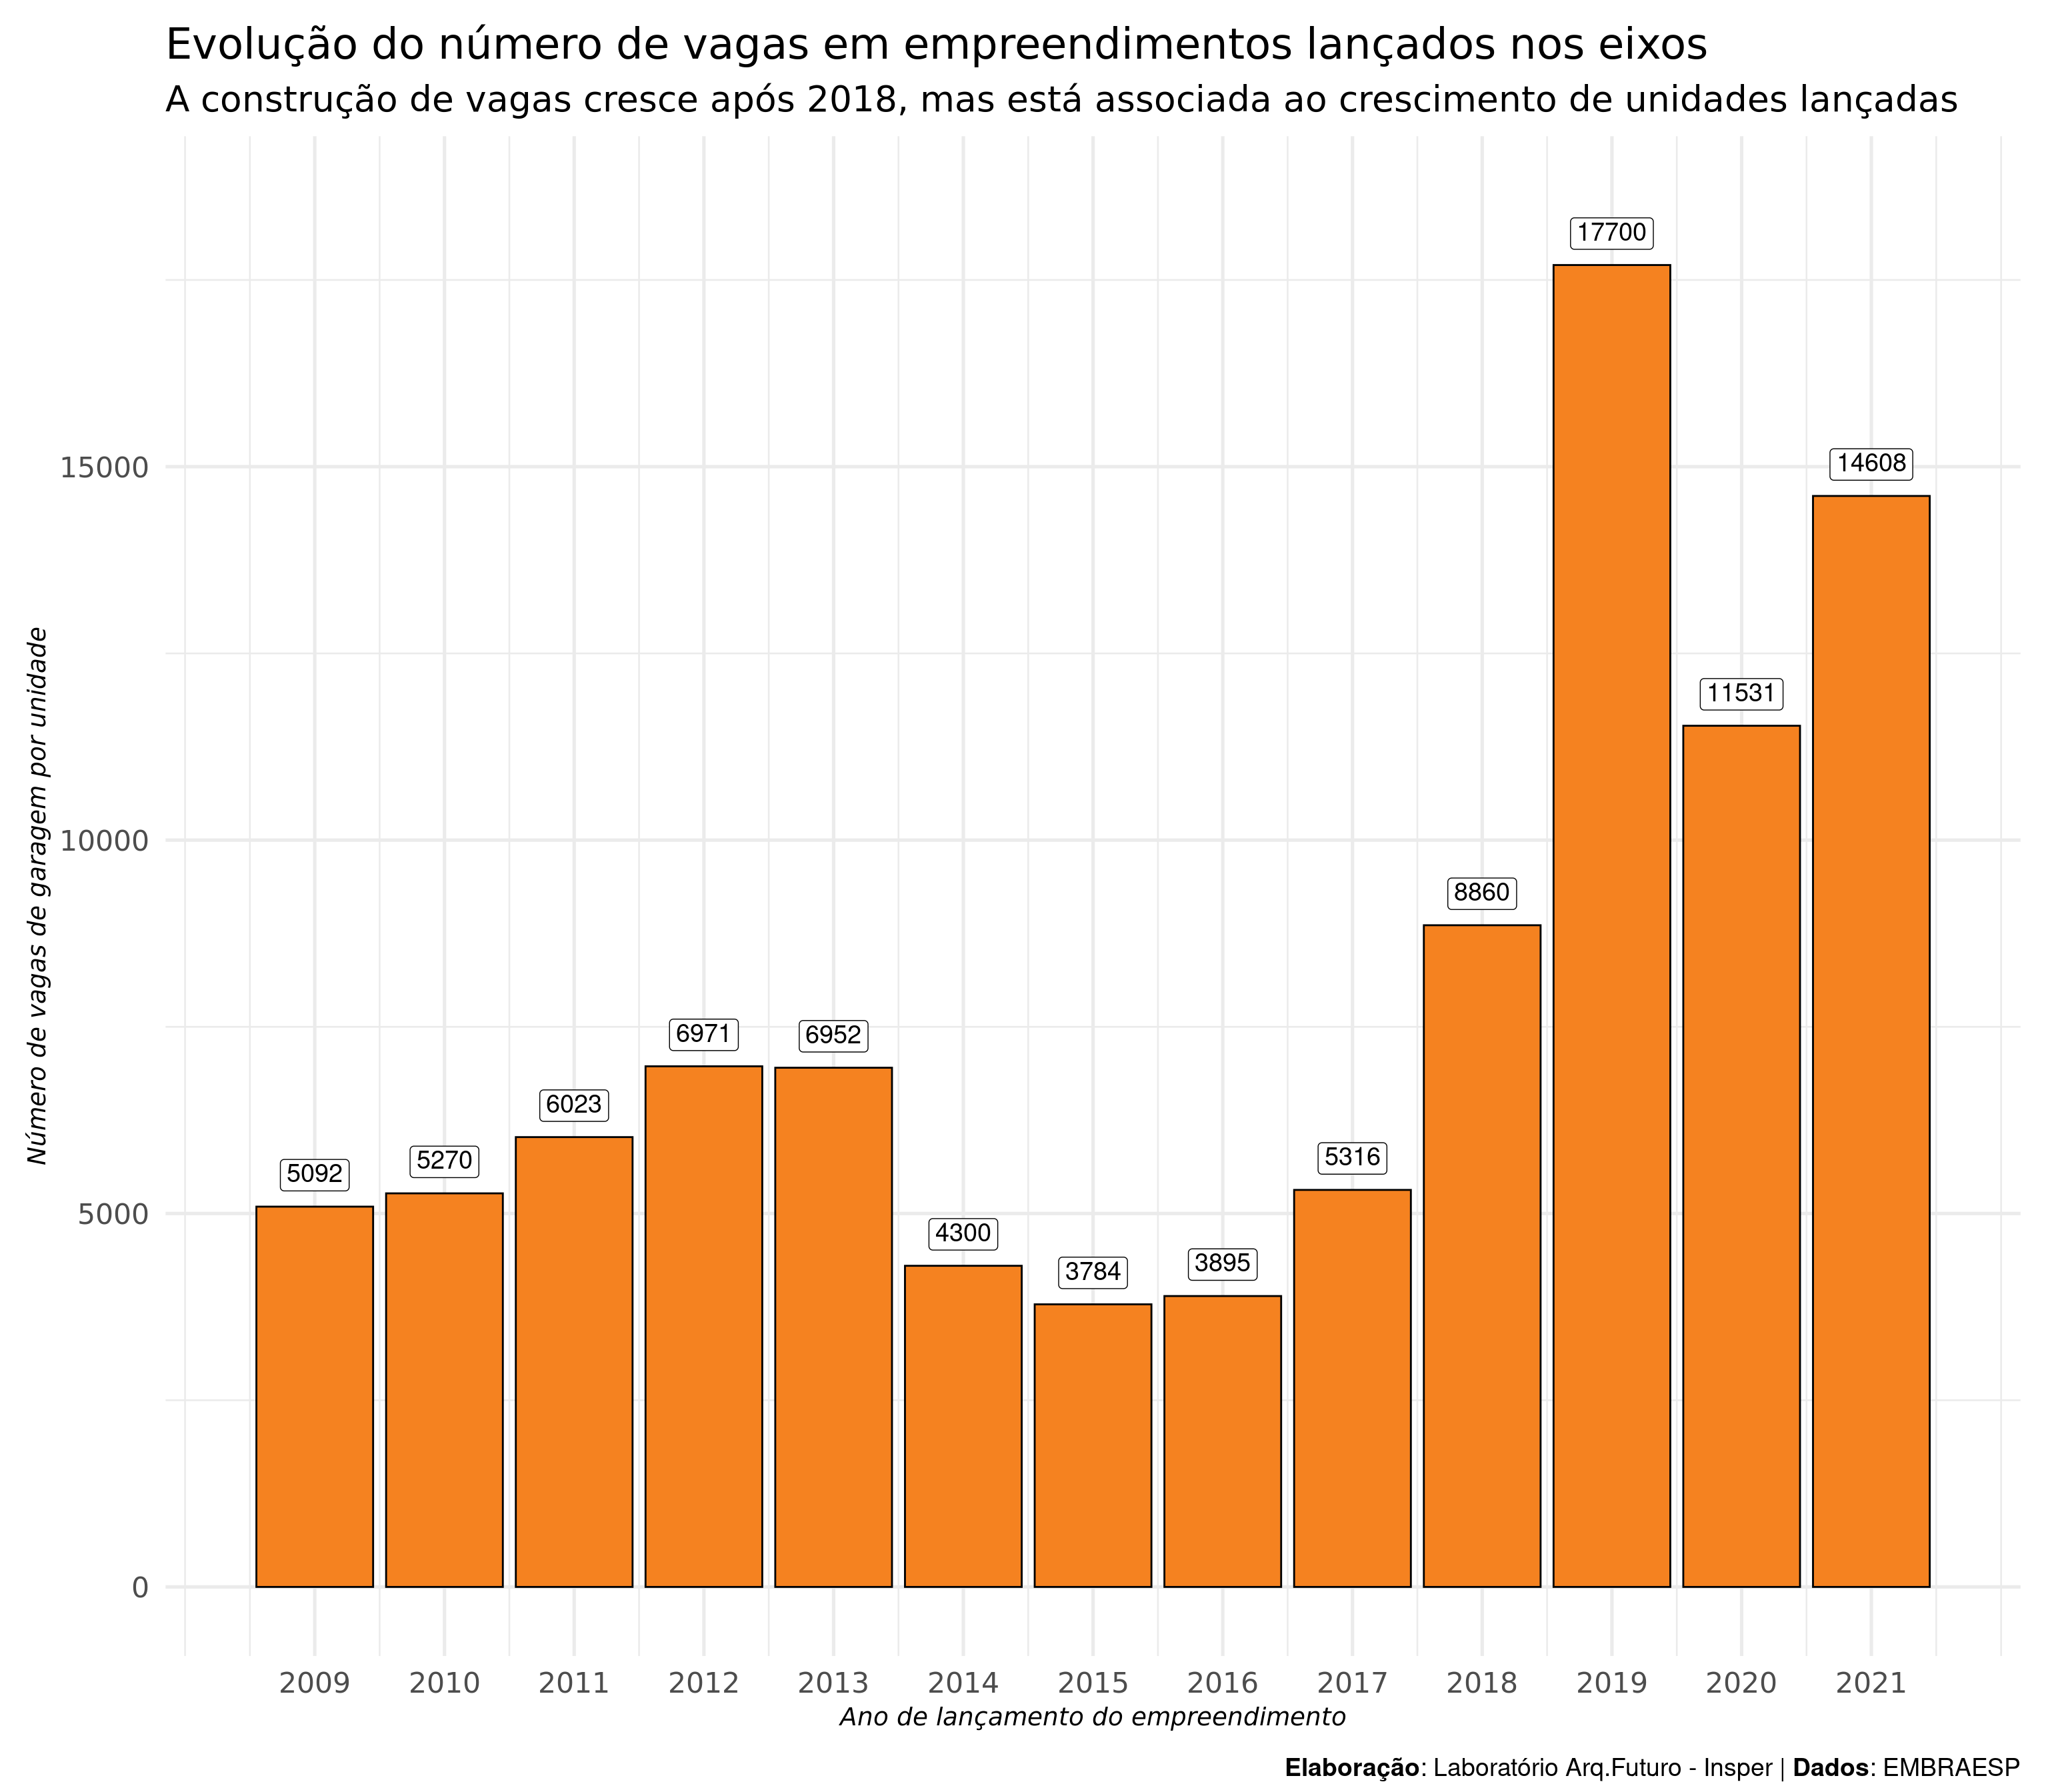 Evolução do número de vagas em empreendimentos lançados nos eixos
A construção de vagas cresce após 2018, mas está associada ao crescimento de unidades lançadas
Número de vagas de garagem por unidade
15000
10000
5000
0
5092
5270
6023
6971
6952
4300
3784
3895
5316
8860
17700
11531
14608
2009 2010 2011 2012 2013 2014 2015 2016 2017 2018 2019 2020 2021
Ano de lançamento do empreendimento
Elaboração: Laboratório Arq.Futuro - Insper | Dados: EMBRAESP